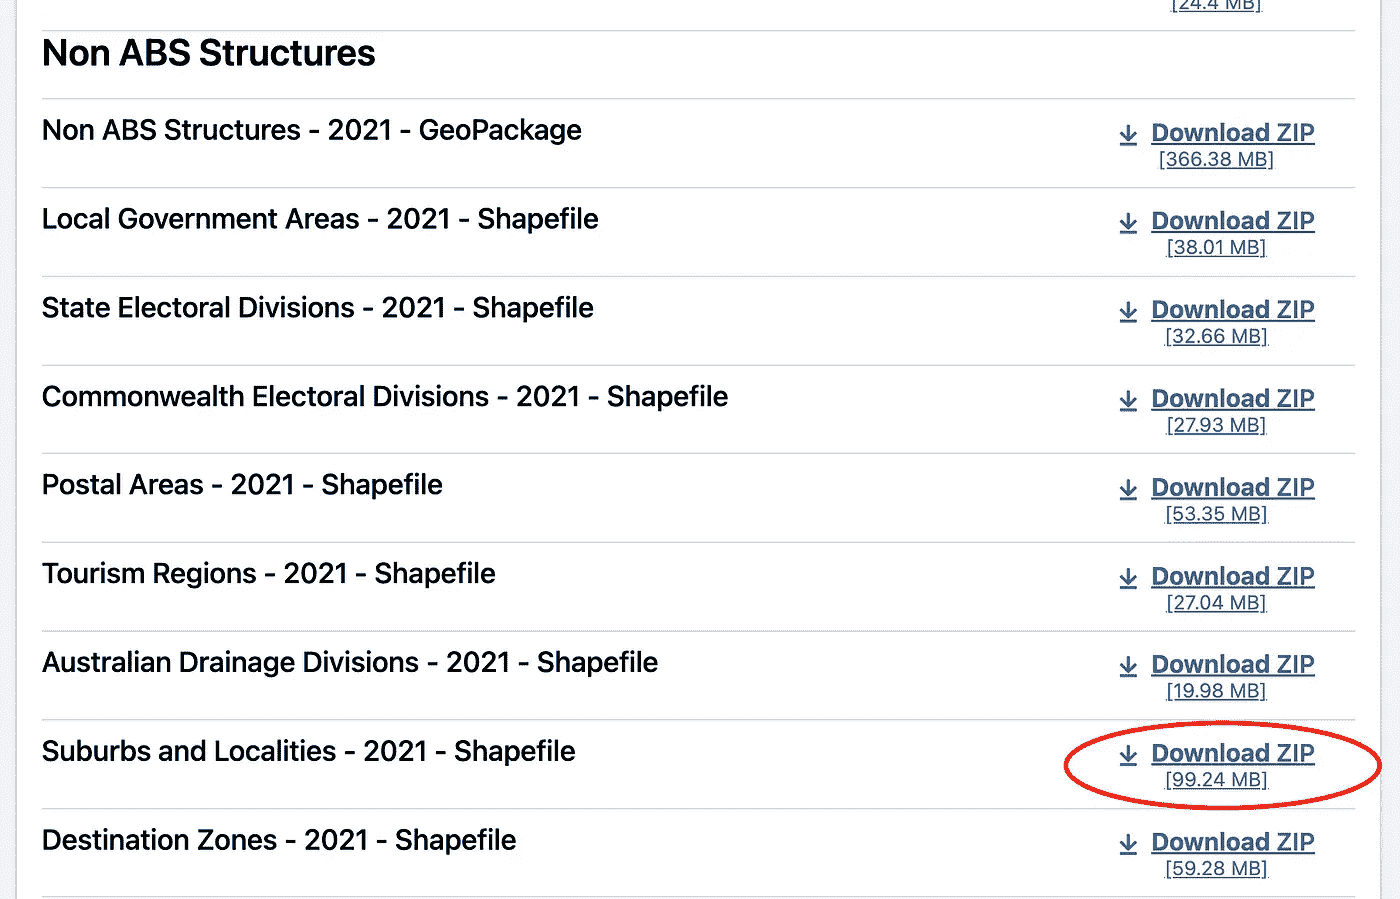 [24.4 MB]
Non ABS Structures
Non ABS Structures - 2021 - GeoPackage
Download ZIP
[366.38 MB]
Local Government Areas - 2021 - Shapefile
Download ZIP
[38.01 MB]
State Electoral Divisions - 2021 - Shapefile
Download ZIP
[32.66 MB]
Commonwealth Electoral Divisions - 2021 - Shapefile
Download ZIP
[27.93 MB]
Postal Areas - 2021 - Shapefile
Download ZIP
[53.35 MB]
Tourism Regions - 2021 - Shapefile
Download ZIP
[27.04 MB]
Australian Drainage Divisions - 2021 - Shapefile
Download ZIP
[19.98 MB]
Suburbs and Localities - 2021 - Shapefile
Download ZIP
[99.24 MB]
Destination Zones - 2021 - Shapefile
Download ZIP
[59.28 MB]